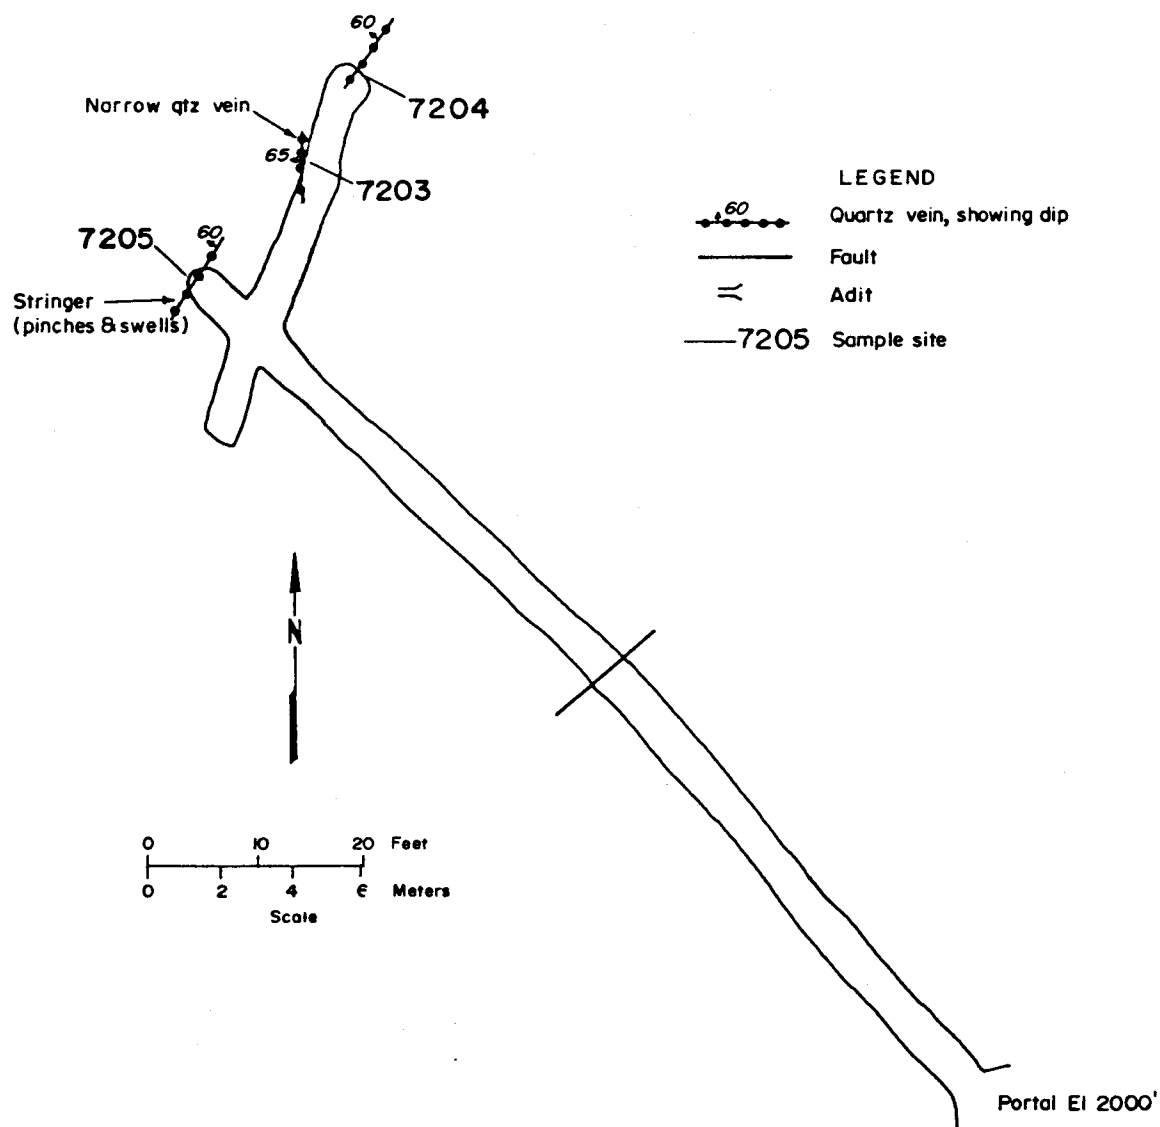 60
Narrow qtz vein
7204
65
7203
7205
60
Stringer
(pinches & swells)
LEGEND
60
Quartz vein, showing dip
Fault
Adit
7205 Sample site
N
0 10 20 Feet
0 2 4 6 Meters
Scale
Portal El 2000'